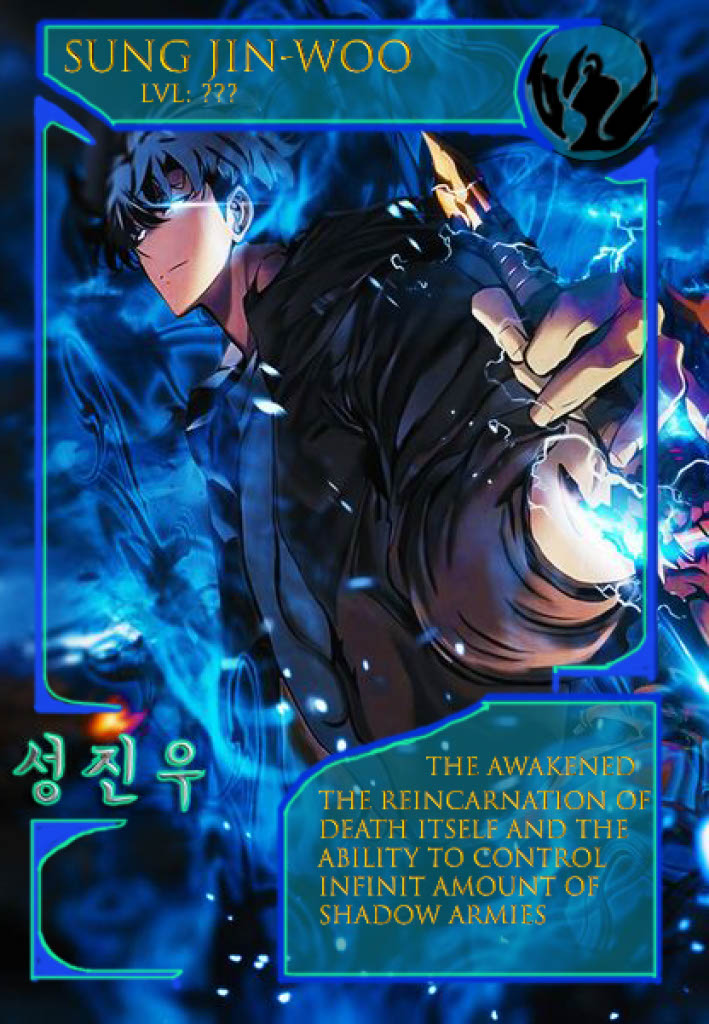 SUNG JIN-WOO
LVL: ???
성진우
THE AWAKENED
THE REINCARNATION OF
DEATH ITSELF AND THE
ABILITY TO CONTROL
INFINIT AMOUNT OF
SHADOW ARMIES